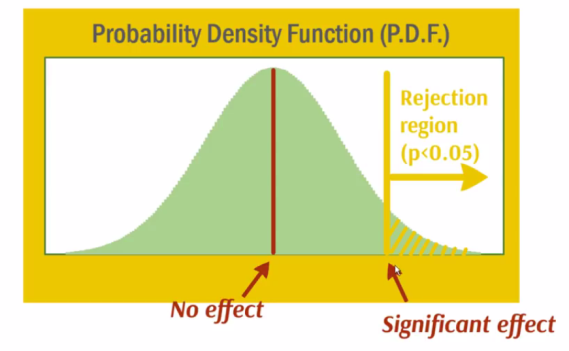 Probability Density Function (P.D.F.)
Rejection
region
(p<0.05)
No effect
Significant effect